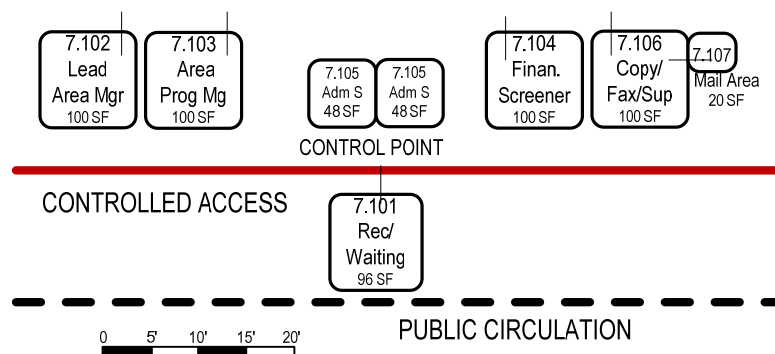 7.102
Lead
Area Mgr
100 SF
7.103
Area
Prog Mg
100 SF
7.105
Adm S
48 SF
7.105
Adm S
48 SF
7.104
Finan.
Screener
100 SF
7.106
Copy/
Fax/Sup
100 SF
7.107
Mail Area
20 SF
CONTROL POINT
CONTROLLED ACCESS
7.101
Rec/
Waiting
96 SF
PUBLIC CIRCULATION
0 5' 10' 15' 20'